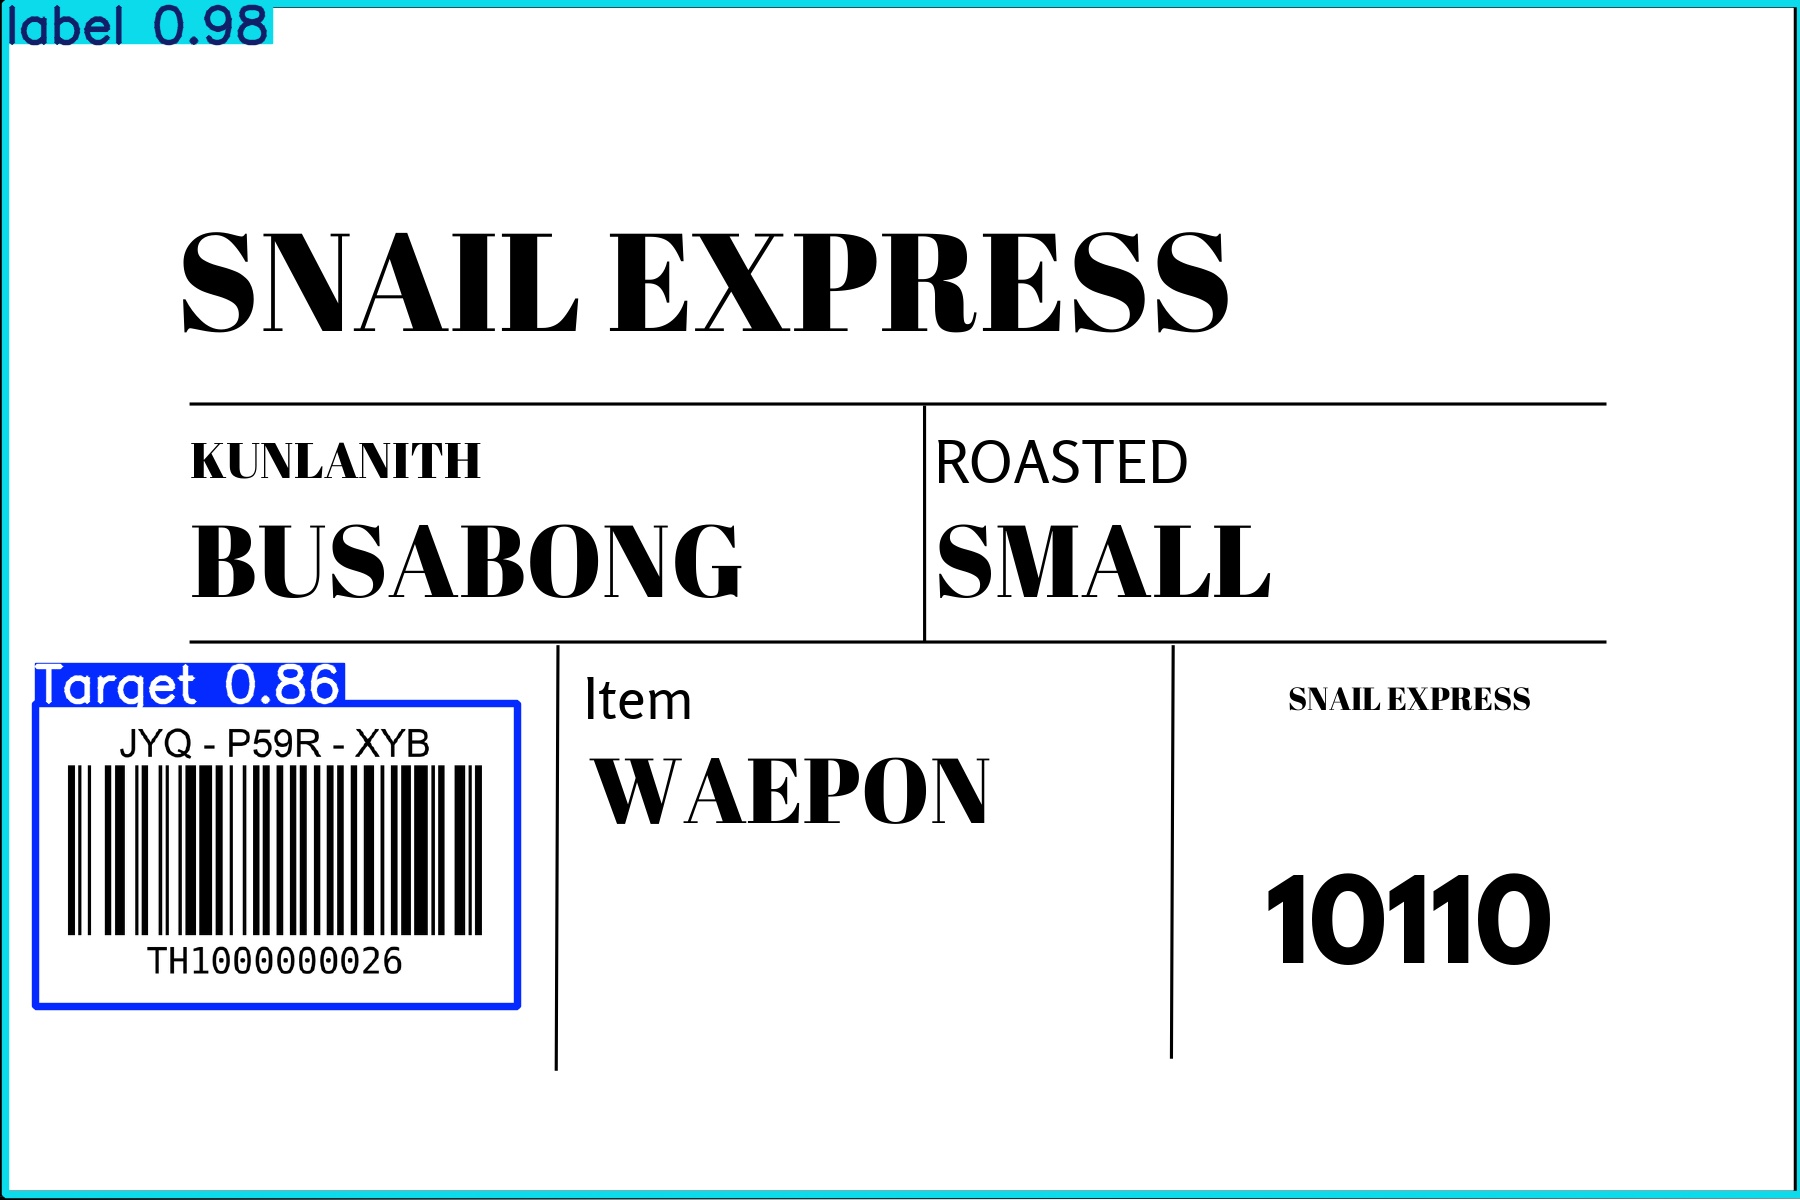 label 0.98
SNAIL EXPRESS
KUNLANITH
BUSABONG
ROASTED
SMALL
Target 0.86
JYQ - P59R - XYB
TH1000000026
Item
WAEPON
SNAIL EXPRESS
10110